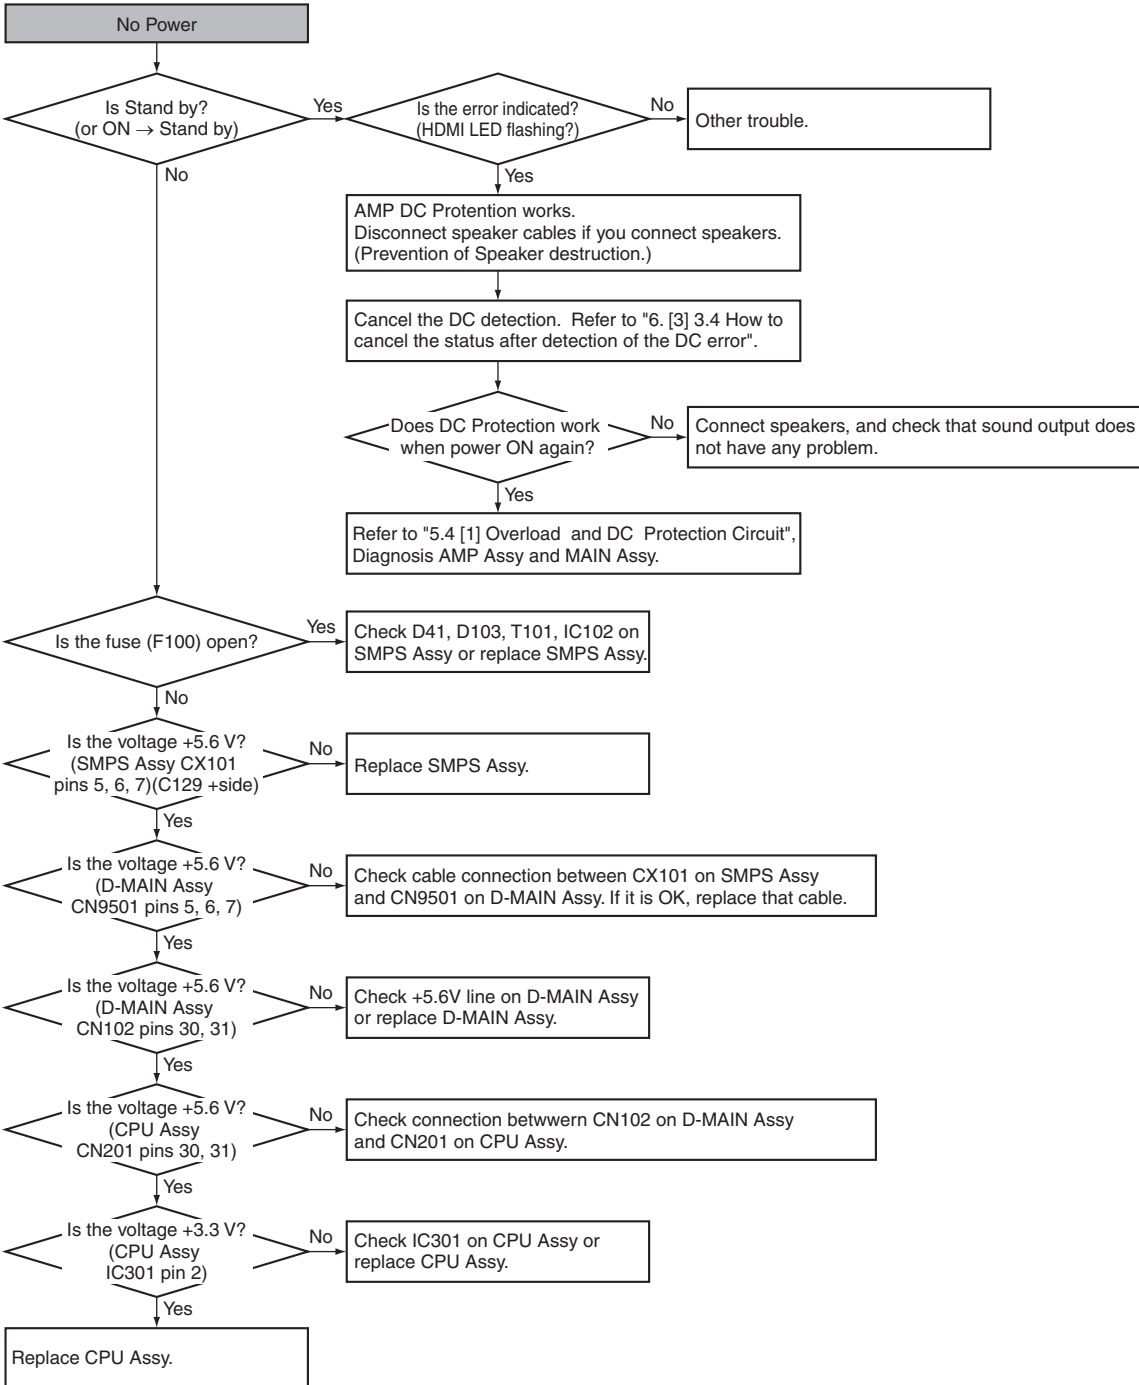 No Power
Is Stand by?
(or ON → Stand by)
Yes
No
Is the error indicated?
(HDMI LED flashing?)
No
Other trouble.
Yes
AMP DC Protention works.
Disconnect speaker cables if you connect speakers.
(Prevention of Speaker destruction.)
Cancel the DC detection. Refer to "6. [3] 3.4 How to
cancel the status after detection of the DC error".
Does DC Protection work
when power ON again?
No
Connect speakers, and check that sound output does
not have any problem.
Yes
Refer to "5.4 [1] Overload and DC Protection Circuit",
Diagnosis AMP Assy and MAIN Assy.
Is the fuse (F100) open?
Yes
Check D41, D103, T101, IC102 on
SMPS Assy or replace SMPS Assy.
No
Is the voltage +5.6 V?
(SMPS Assy CX101
pins 5, 6, 7)(C129 +side)
No
Replace SMPS Assy.
Yes
Is the voltage +5.6 V?
(D-MAIN Assy
CN9501 pins 5, 6, 7)
No
Check cable connection between CX101 on SMPS Assy
and CN9501 on D-MAIN Assy. If it is OK, replace that cable.
Yes
Is the voltage +5.6 V?
(D-MAIN Assy
CN102 pins 30, 31)
No
Check +5.6V line on D-MAIN Assy
or replace D-MAIN Assy.
Yes
Is the voltage +5.6 V?
(CPU Assy
CN201 pins 30, 31)
No
Check connection betwwern CN102 on D-MAIN Assy
and CN201 on CPU Assy.
Yes
Is the voltage +3.3 V?
(CPU Assy
IC301 pin 2)
No
Check IC301 on CPU Assy or
replace CPU Assy.
Yes
Replace CPU Assy.